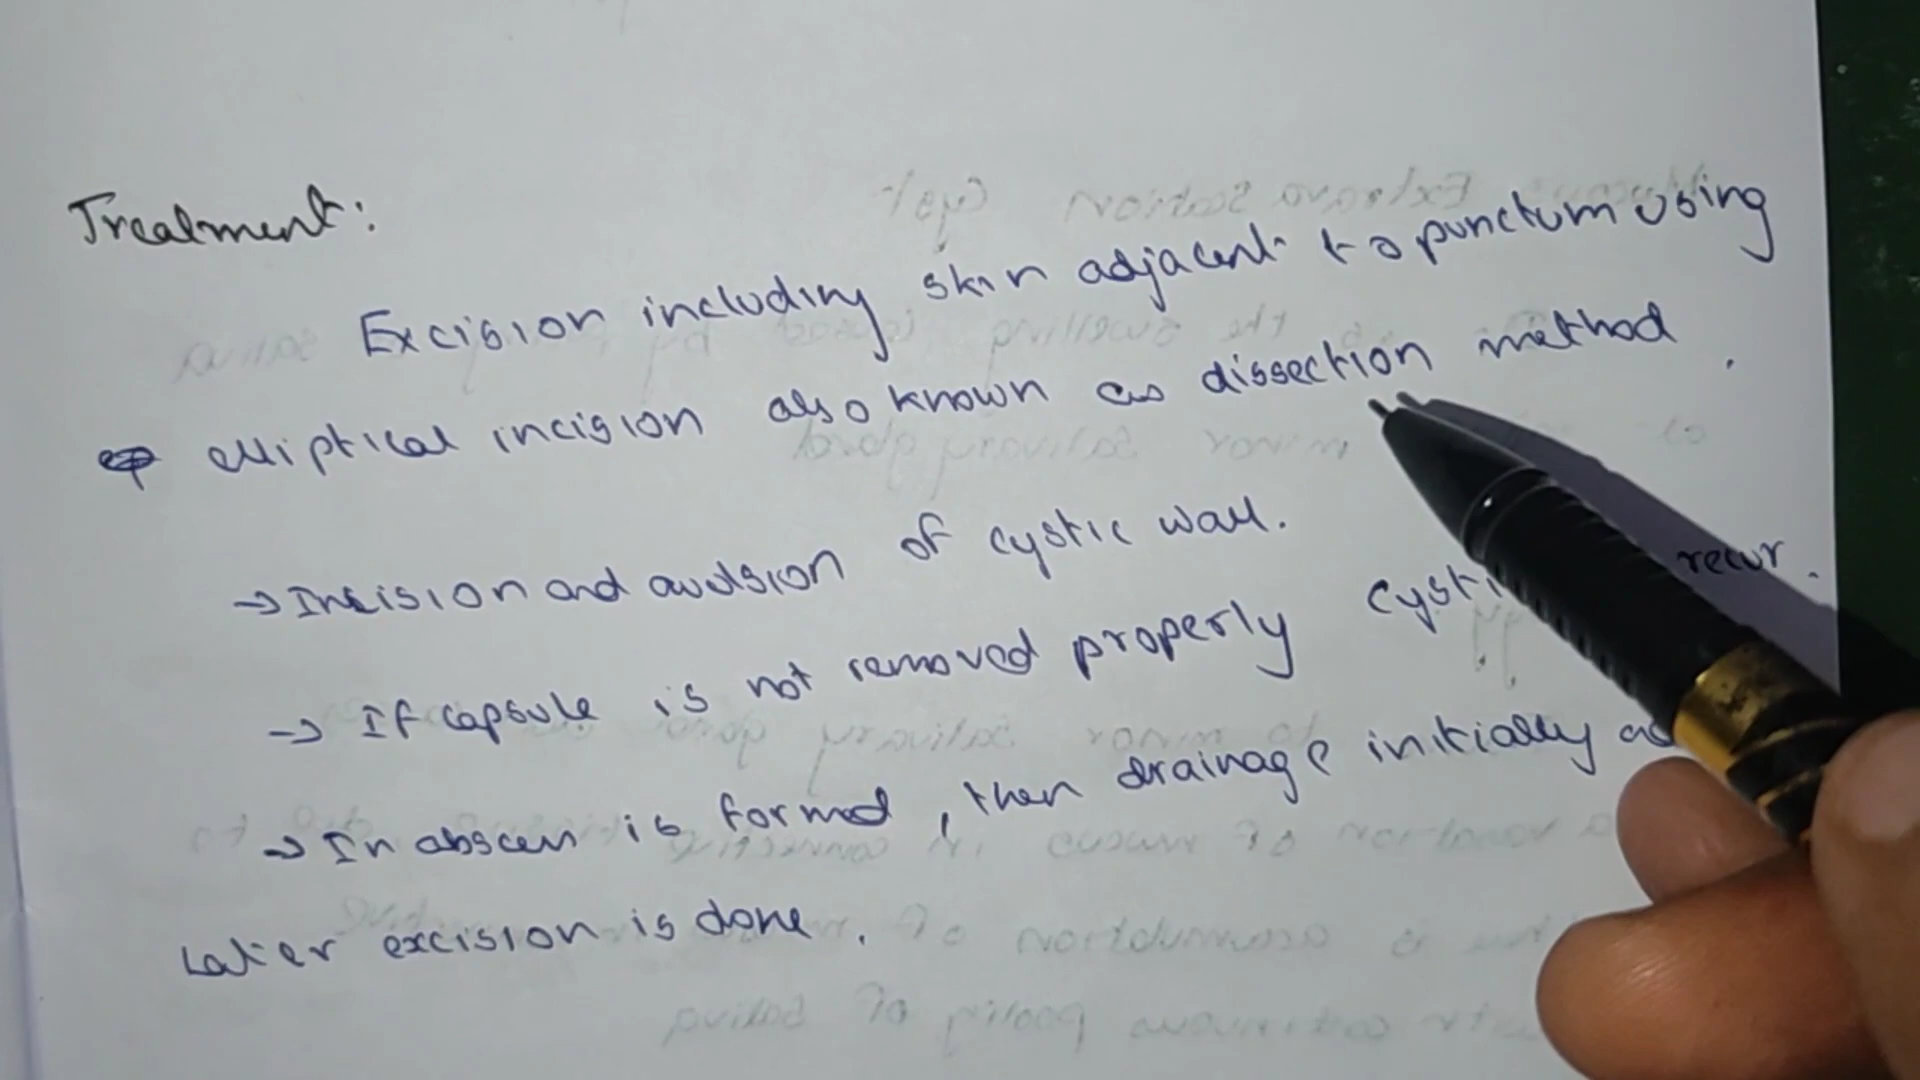 Treatment:
Excision including skin adjacent to punctum using
elliptical incision also known as dissection method.
→ Incision and avulsion of cystic wall.
→ If capsule is not removed properly cyst recur.
→ In abscess is formed, then drainage initially
Later excision is done.